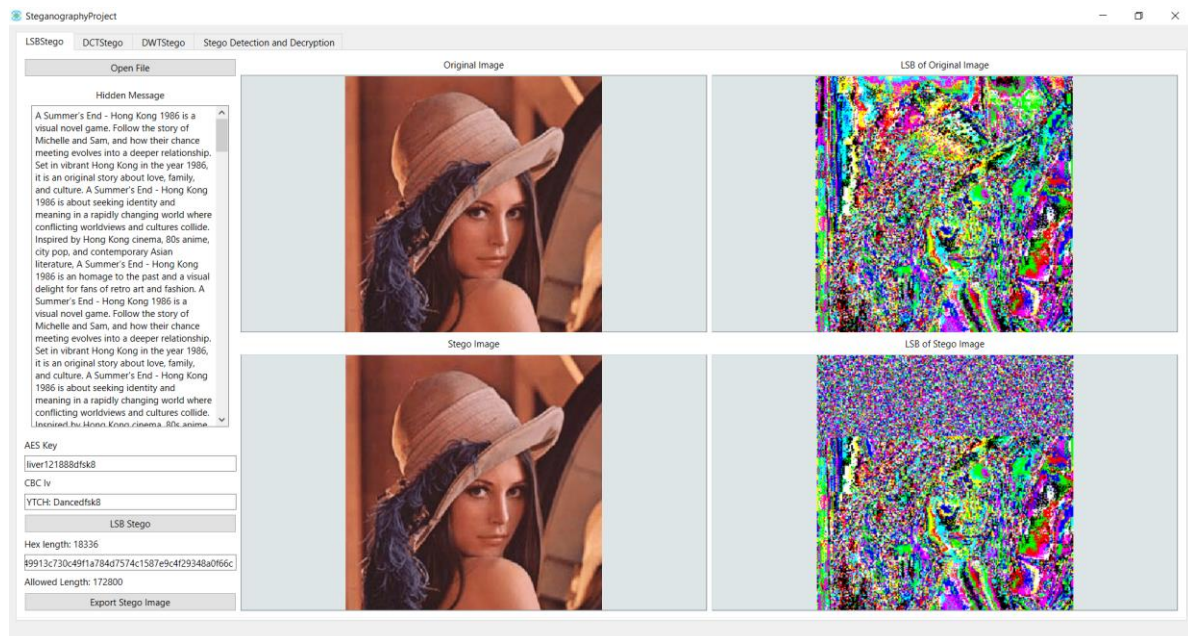 SteganographyProject
LSBStego DCTStego DWTStego Stego Detection and Decryption
Open File
Hidden Message
A Summer's End - Hong Kong 1986 is a
visual novel game. Follow the story of
Michelle and Sam, and how their chance
meeting evolves into a deeper relationship.
Set in vibrant Hong Kong in the year 1986,
it is an original story about love, family,
and culture. A Summer's End - Hong Kong
1986 is about seeking identity and
meaning in a rapidly changing world where
conflicting worldviews and cultures collide.
Inspired by Hong Kong cinema, 80s anime,
city pop, and contemporary Asian
literature, A Summer's End - Hong Kong
1986 is an homage to the past and a visual
delight for fans of retro art and fashion. A
Summer's End - Hong Kong 1986 is a
visual novel game. Follow the story of
Michelle and Sam, and how their chance
meeting evolves into a deeper relationship.
Set in vibrant Hong Kong in the year 1986,
it is an original story about love, family,
and culture. A Summer's End - Hong Kong
1986 is about seeking identity and
meaning in a rapidly changing world where
conflicting worldviews and cultures collide.
Inspired by Hong Kong cinema, 80s anime
AES Key
liver121888dfsk8
CBC Iv
YTCH: Dancedfsk8
LSB Stego
Hex length: 18336
49913c730c49f1a784d7574c1587e9c4f29348a0f66c
Allowed Length: 172800
Export Stego Image
Original Image
LSB of Original Image
Stego Image
LSB of Stego Image